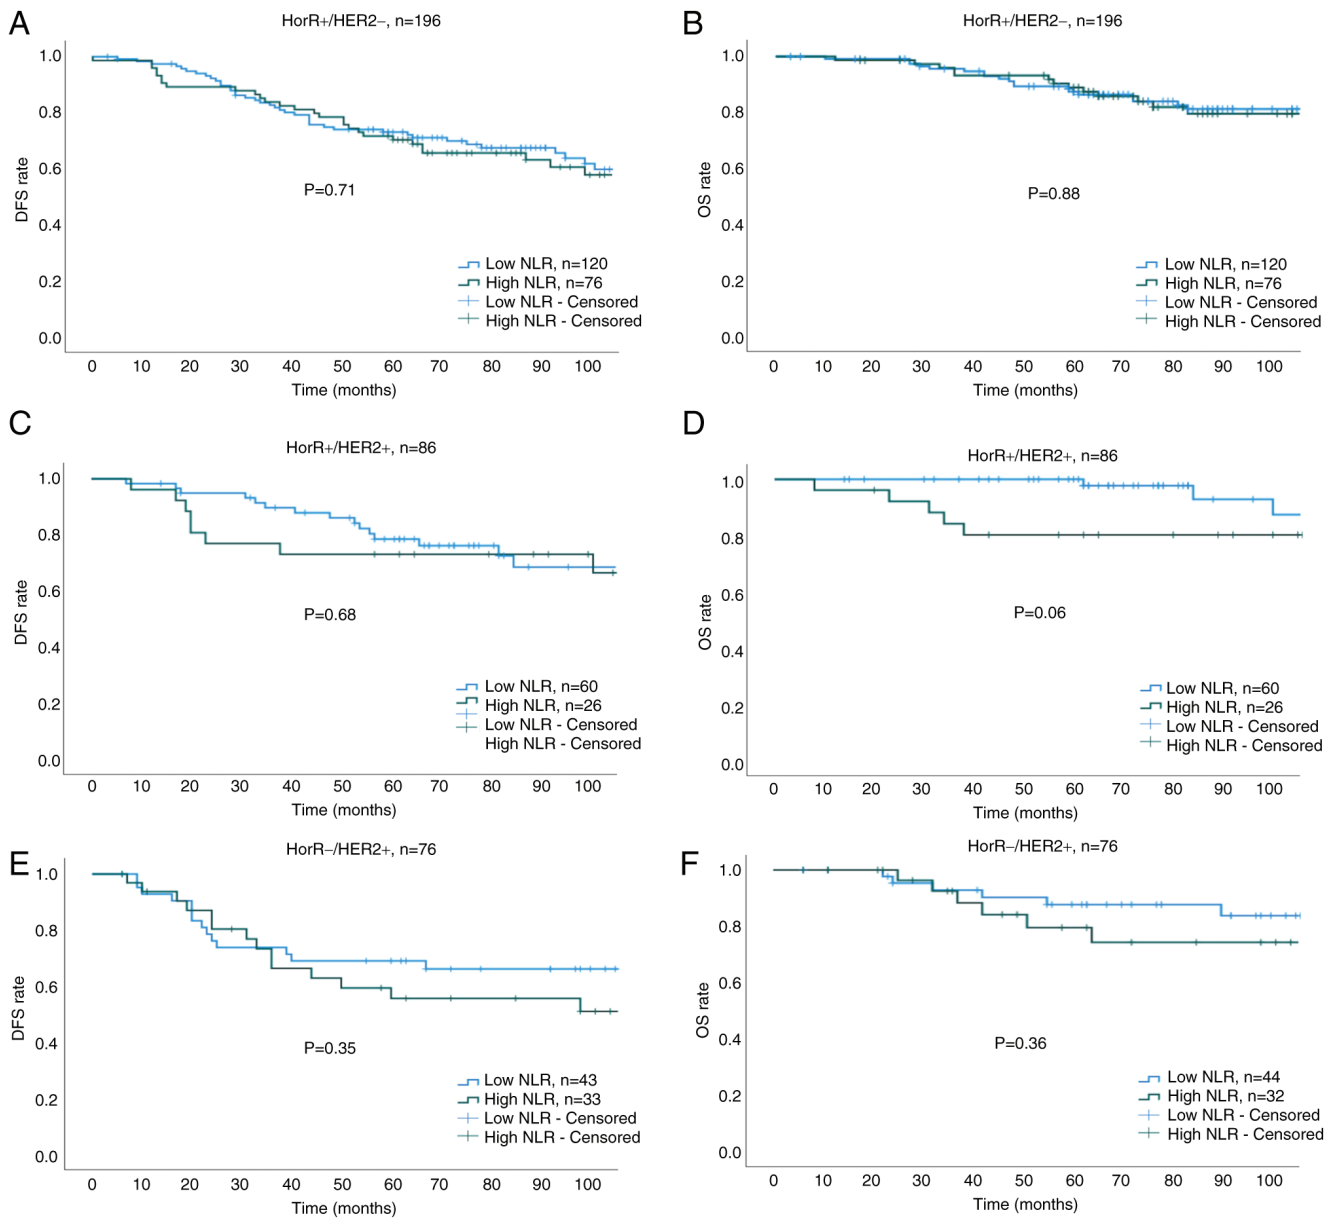 A
HorR+/HER2−, n=196
1.0
0.8
0.6
0.4
0.2
0.0
DFS rate
P=0.71
Low NLR, n=120
High NLR, n=76
Low NLR - Censored
High NLR - Censored
0 10 20 30 40 50 60 70 80 90 100
Time (months)
B
HorR+/HER2−, n=196
1.0
0.8
0.6
0.4
0.2
0.0
OS rate
P=0.88
Low NLR, n=120
High NLR, n=76
Low NLR - Censored
High NLR - Censored
0 10 20 30 40 50 60 70 80 90 100
Time (months)
C
HorR+/HER2+, n=86
1.0
0.8
0.6
0.4
0.2
0.0
DFS rate
P=0.68
Low NLR, n=60
High NLR, n=26
Low NLR - Censored
High NLR - Censored
0 10 20 30 40 50 60 70 80 90 100
Time (months)
D
HorR+/HER2+, n=86
1.0
0.8
0.6
0.4
0.2
0.0
OS rate
P=0.06
Low NLR, n=60
High NLR, n=26
Low NLR - Censored
High NLR - Censored
0 10 20 30 40 50 60 70 80 90 100
Time (months)
E
HorR−/HER2+, n=76
1.0
0.8
0.6
0.4
0.2
0.0
DFS rate
P=0.35
Low NLR, n=43
High NLR, n=33
Low NLR - Censored
High NLR - Censored
0 10 20 30 40 50 60 70 80 90 100
Time (months)
F
HorR−/HER2+, n=76
1.0
0.8
0.6
0.4
0.2
0.0
OS rate
P=0.36
Low NLR, n=44
High NLR, n=32
Low NLR - Censored
High NLR - Censored
0 10 20 30 40 50 60 70 80 90 100
Time (months)